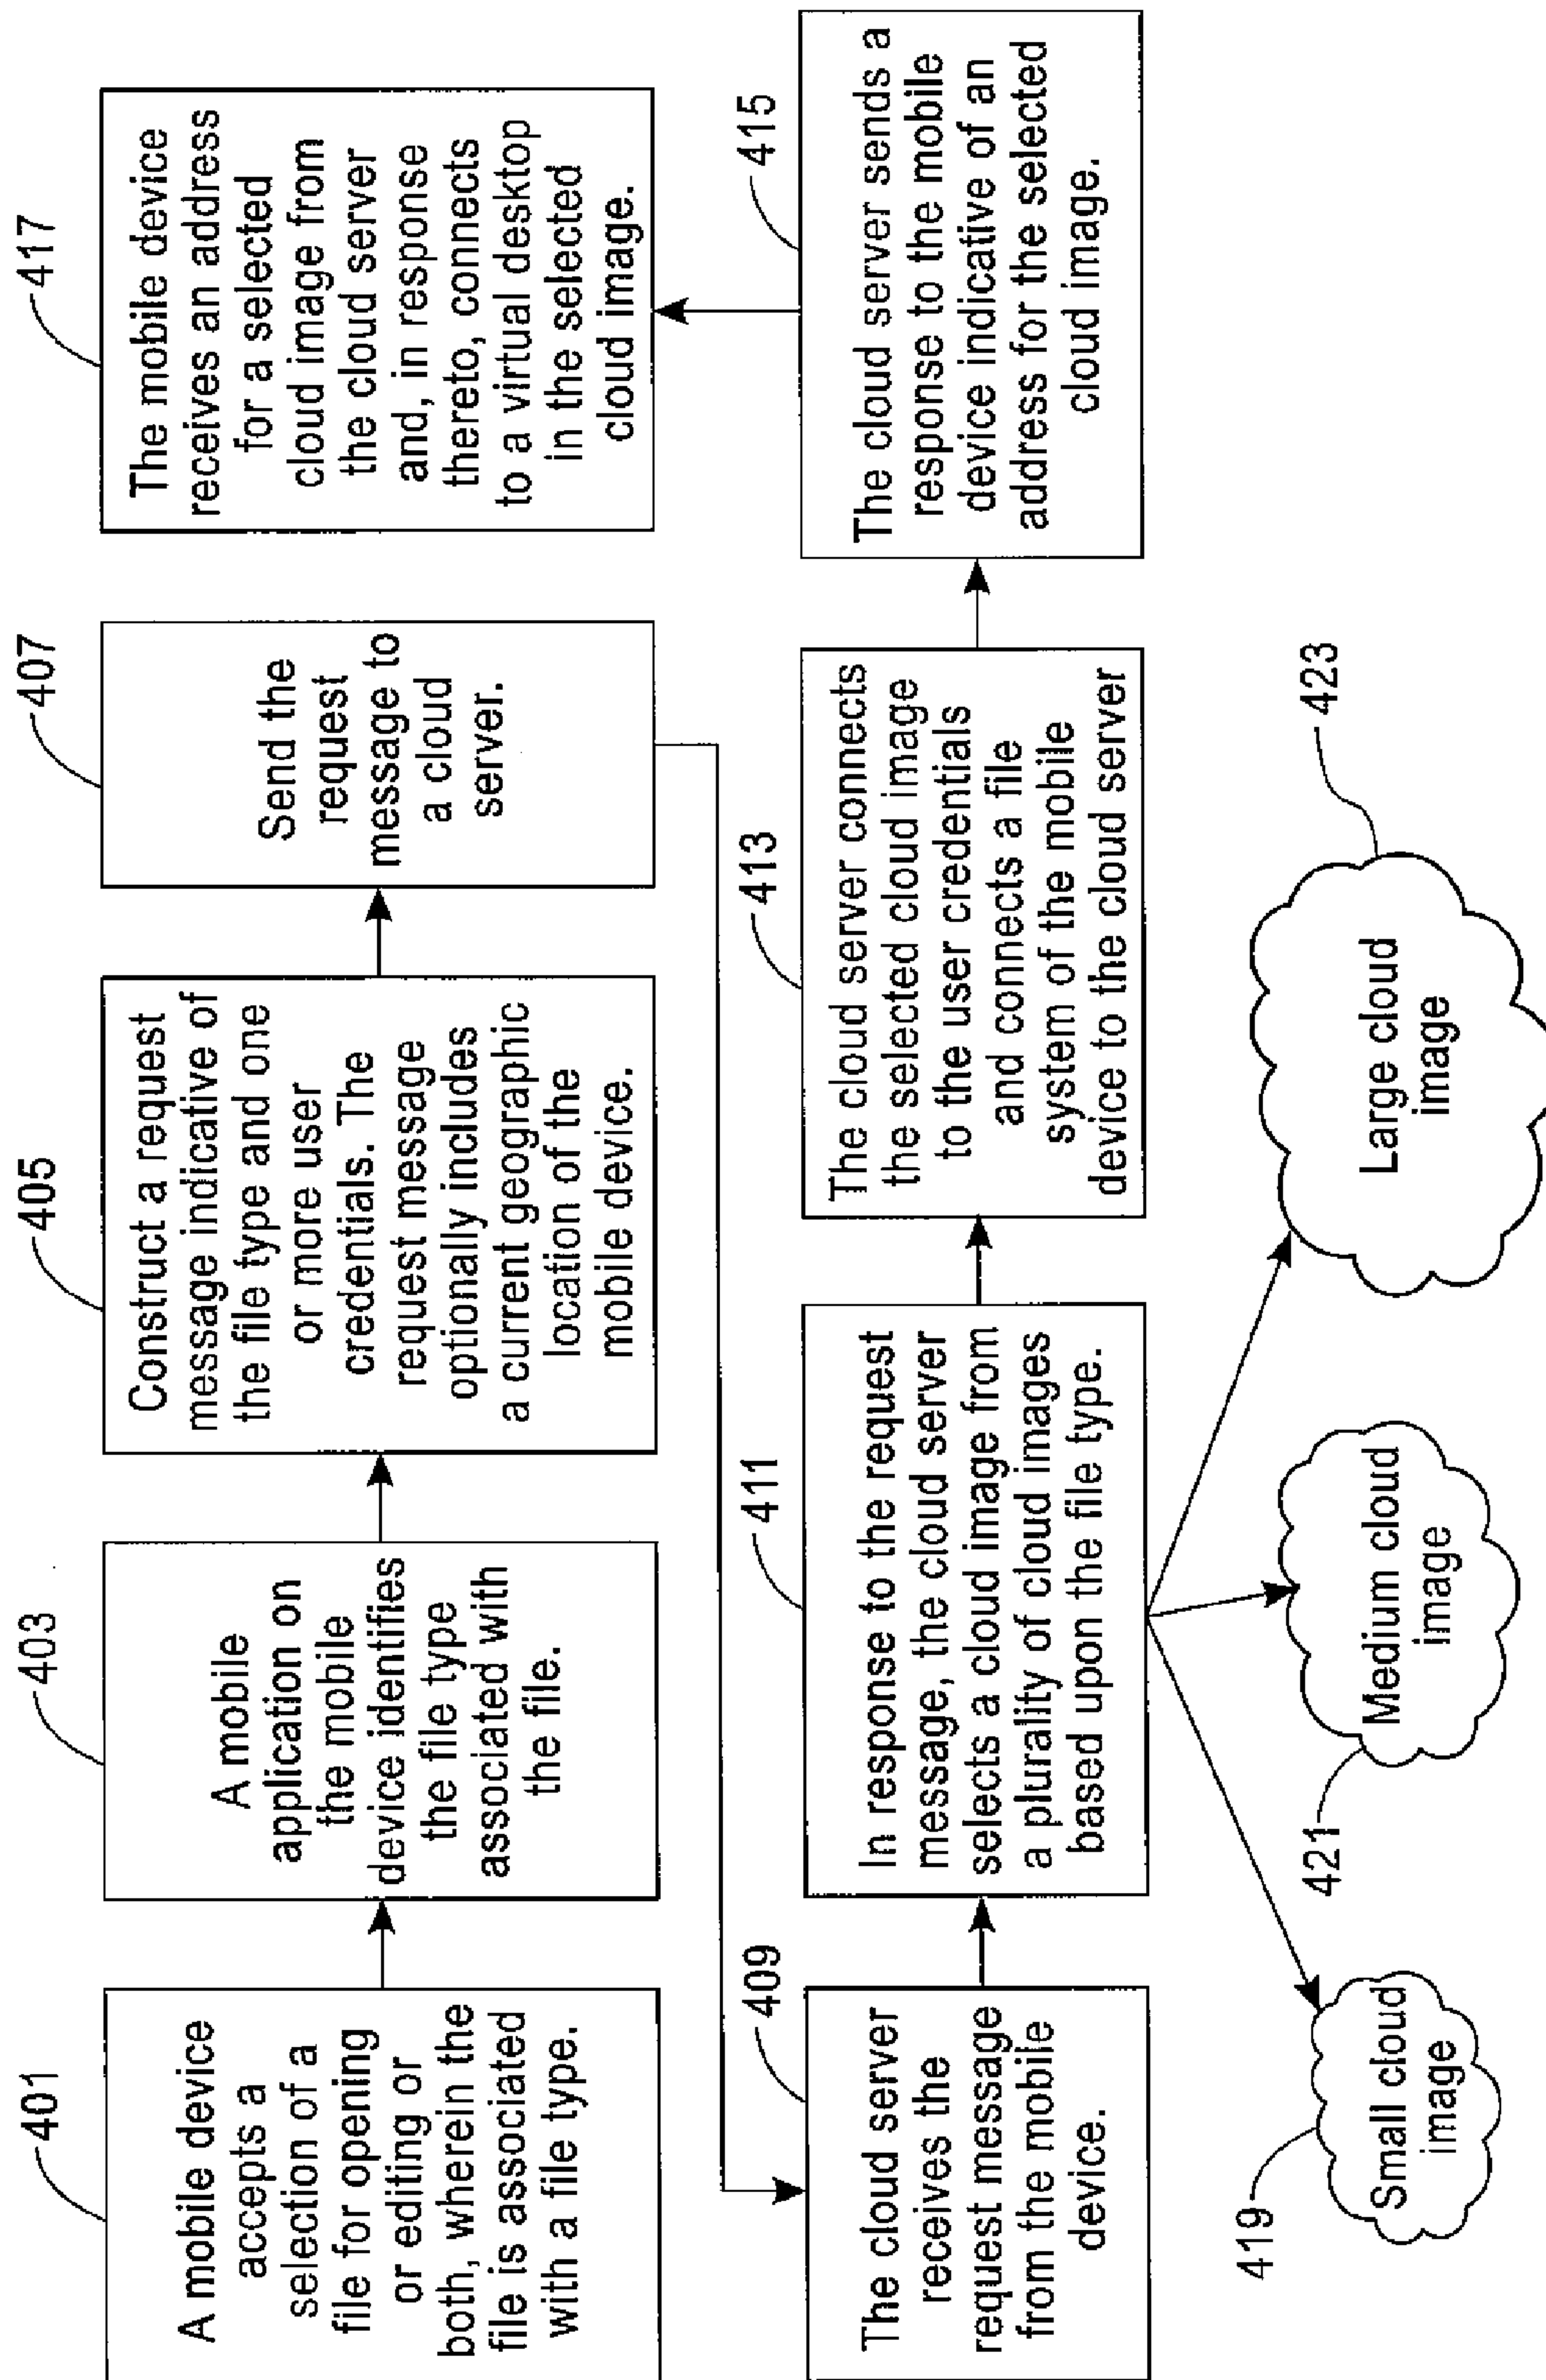 401
A mobile device
accepts a
selection of a
file for opening
or editing or
both, wherein the
file is associated
with a file type.
403
A mobile
application on
the mobile
device identifies
the file type
associated with
the file.
405
Construct a request
message indicative of
the file type and one
or more user
credentials. The
request message
optionally includes
a current geographic
location of the
mobile device.
407
Send the
request
message to
a cloud
server.
409
The cloud server
receives the
request message
from the mobile
device.
411
In response to the request
message, the cloud server
selects a cloud image from
a plurality of cloud images
based upon the file type.
413
The cloud server connects
the selected cloud image
to the user credentials
and connects a file
system of the mobile
device to the cloud server
415
The cloud server sends a
response to the mobile
device indicative of an
address for the selected
cloud image.
417
The mobile device
receives an address
for a selected
cloud image from
the cloud server
and, in response
thereto, connects
to a virtual desktop
in the selected
cloud image.
419
Small cloud
image
421
Medium cloud
image
423
Large cloud
image